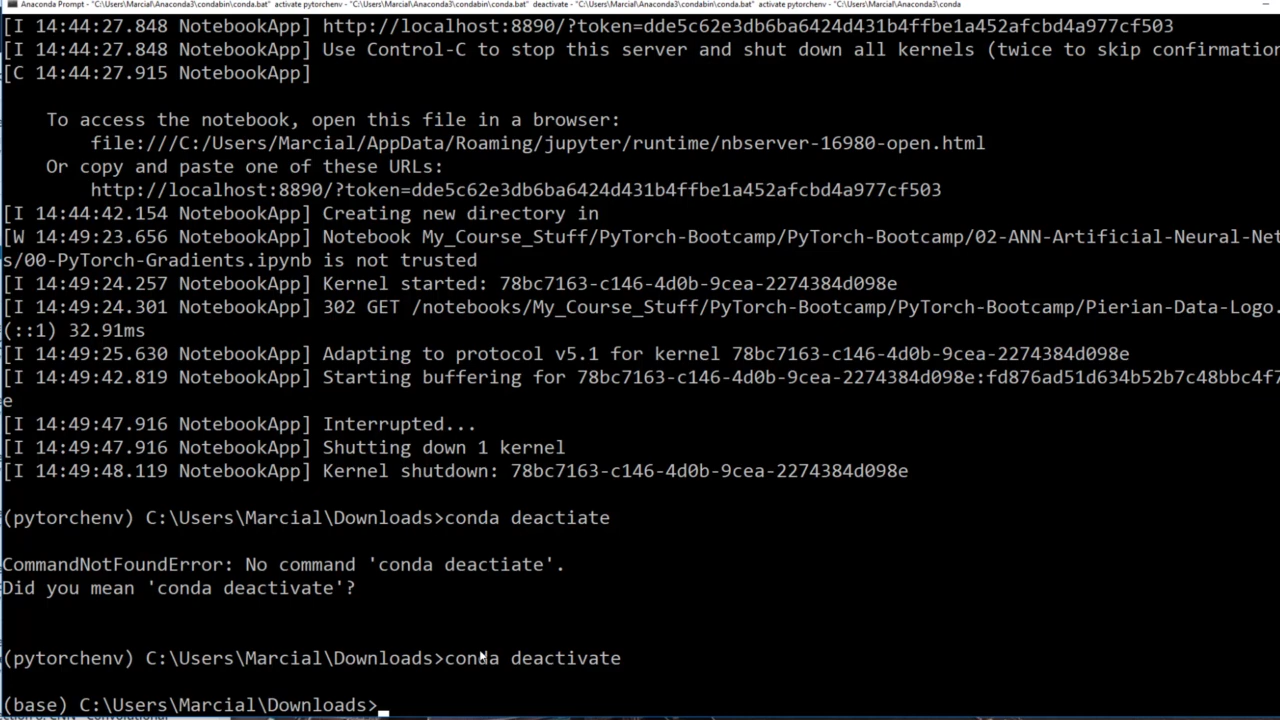 Anaconda Prompt - "C:\Users\Marcial\Anaconda3\condabin\conda.bat" activate pytorchenv - "C:\Users\Marcial\Anaconda3\condabin\conda.bat" deactivate - "C:\Users\Marcial\Anaconda3\condabin\conda.bat" activate pytorchenv - "C:\Users\Marcial\Anaconda3\conda
[I 14:44:27.848 NotebookApp] http://localhost:8890/?token=dde5c62e3db6ba6424d431b4ffbe1a452afcbd4a977cf503
[I 14:44:27.848 NotebookApp] Use Control-C to stop this server and shut down all kernels (twice to skip confirmation
[C 14:44:27.915 NotebookApp]
To access the notebook, open this file in a browser:
file:///C:/Users/Marcial/AppData/Roaming/jupyter/runtime/nbserver-16980-open.html
Or copy and paste one of these URLs:
http://localhost:8890/?token=dde5c62e3db6ba6424d431b4ffbe1a452afcbd4a977cf503
[I 14:44:42.154 NotebookApp] Creating new directory in
[W 14:49:23.656 NotebookApp] Notebook My_Course_Stuff/PyTorch-Bootcamp/PyTorch-Bootcamp/02-ANN-Artificial-Neural-Net
s/00-PyTorch-Gradients.ipynb is not trusted
[I 14:49:24.257 NotebookApp] Kernel started: 78bc7163-c146-4d0b-9cea-2274384d098e
[I 14:49:24.301 NotebookApp] 302 GET /notebooks/My_Course_Stuff/PyTorch-Bootcamp/PyTorch-Bootcamp/Pierian-Data-Logo.
(::1) 32.91ms
[I 14:49:25.630 NotebookApp] Adapting to protocol v5.1 for kernel 78bc7163-c146-4d0b-9cea-2274384d098e
[I 14:49:42.819 NotebookApp] Starting buffering for 78bc7163-c146-4d0b-9cea-2274384d098e:fd876ad51d634b52b7c48bbc4f7
e
[I 14:49:47.916 NotebookApp] Interrupted...
[I 14:49:47.916 NotebookApp] Shutting down 1 kernel
[I 14:49:48.119 NotebookApp] Kernel shutdown: 78bc7163-c146-4d0b-9cea-2274384d098e
(pytorchenv) C:\Users\Marcial\Downloads>conda deactiate
CommandNotFoundError: No command 'conda deactiate'.
Did you mean 'conda deactivate'?
(pytorchenv) C:\Users\Marcial\Downloads>conda deactivate
(base) C:\Users\Marcial\Downloads>